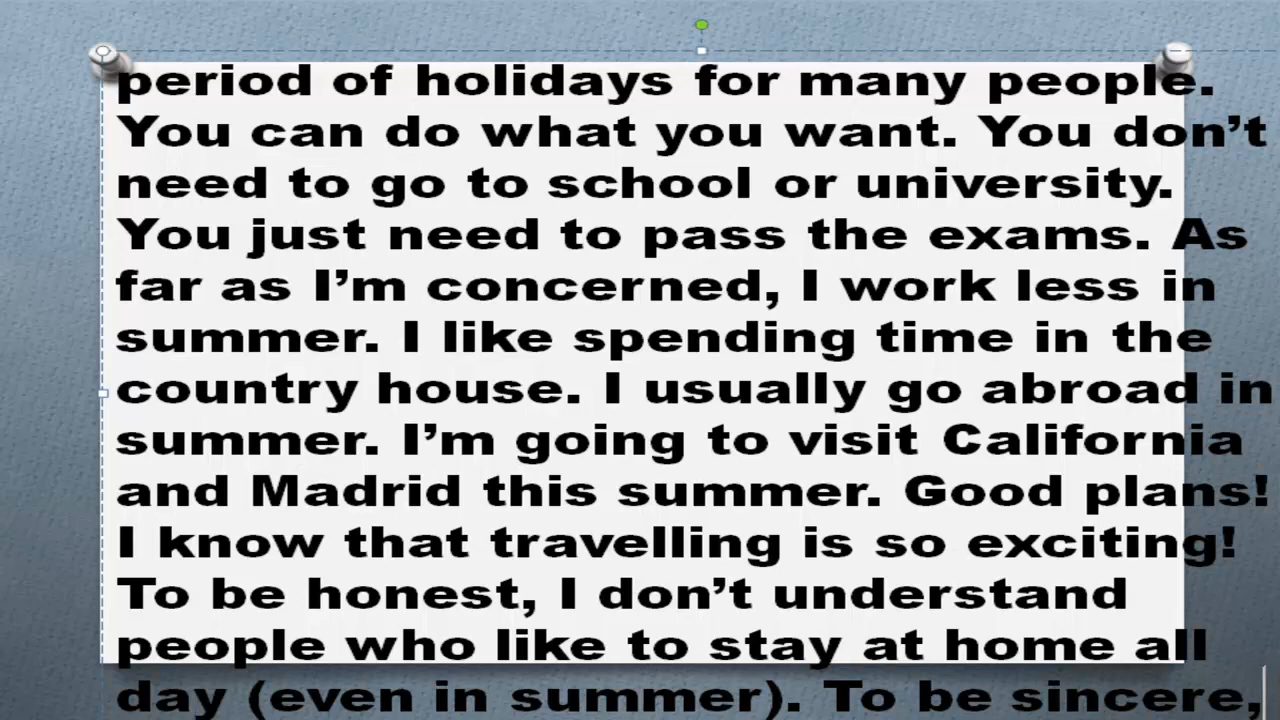 period of holidays for many people.
You can do what you want. You don’t
need to go to school or university.
You just need to pass the exams. As
far as I’m concerned, I work less in
summer. I like spending time in the
country house. I usually go abroad in
summer. I’m going to visit California
and Madrid this summer. Good plans!
I know that travelling is so exciting!
To be honest, I don’t understand
people who like to stay at home all
day (even in summer). To be sincere,